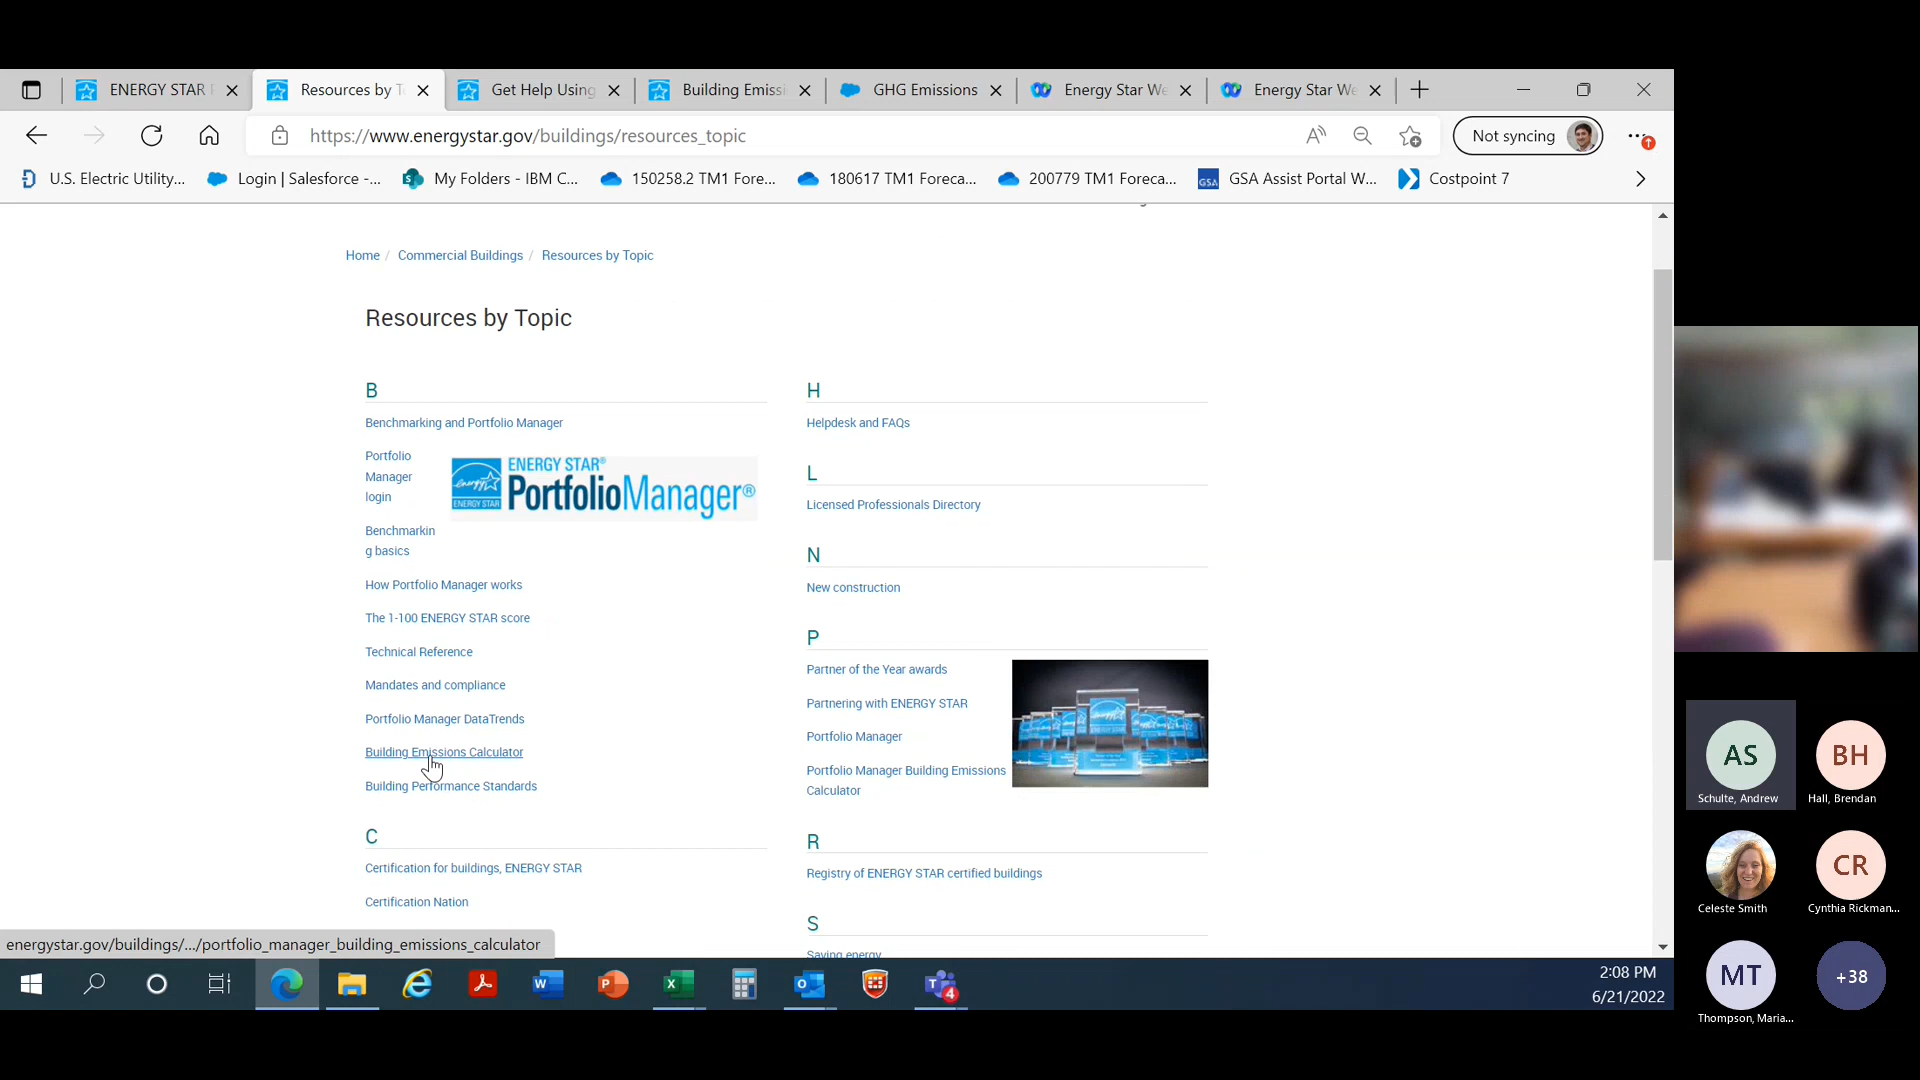 ENERGY STAR
Resources by T
Get Help Using
Building Emissi
GHG Emissions
Energy Star We
Energy Star We
https://www.energystar.gov/buildings/resources_topic
Not syncing
U.S. Electric Utility...
Login | Salesforce -...
My Folders - IBM C...
150258.2 TM1 Fore...
180617 TM1 Foreca...
200779 TM1 Foreca...
GSA
GSA Assist Portal W...
Costpoint 7
Home / Commercial Buildings / Resources by Topic
Resources by Topic
B
Benchmarking and Portfolio Manager
Portfolio
Manager
login
ENERGY STAR
ENERGY STAR®
PortfolioManager®
Benchmarkin
g basics
How Portfolio Manager works
The 1-100 ENERGY STAR score
Technical Reference
Mandates and compliance
Portfolio Manager DataTrends
Building Emissions Calculator
Building Performance Standards
C
Certification for buildings, ENERGY STAR
Certification Nation
H
Helpdesk and FAQs
L
Licensed Professionals Directory
N
New construction
P
Partner of the Year awards
Partnering with ENERGY STAR
Portfolio Manager
Portfolio Manager Building Emissions
Calculator
R
Registry of ENERGY STAR certified buildings
S
Saving energy
energystar.gov/buildings/.../portfolio_manager_building_emissions_calculator
4
2:08 PM
6/21/2022
AS
Schulte, Andrew
BH
Hall, Brendan
Celeste Smith
CR
Cynthia Rickman...
MT
Thompson, Maria...
+38